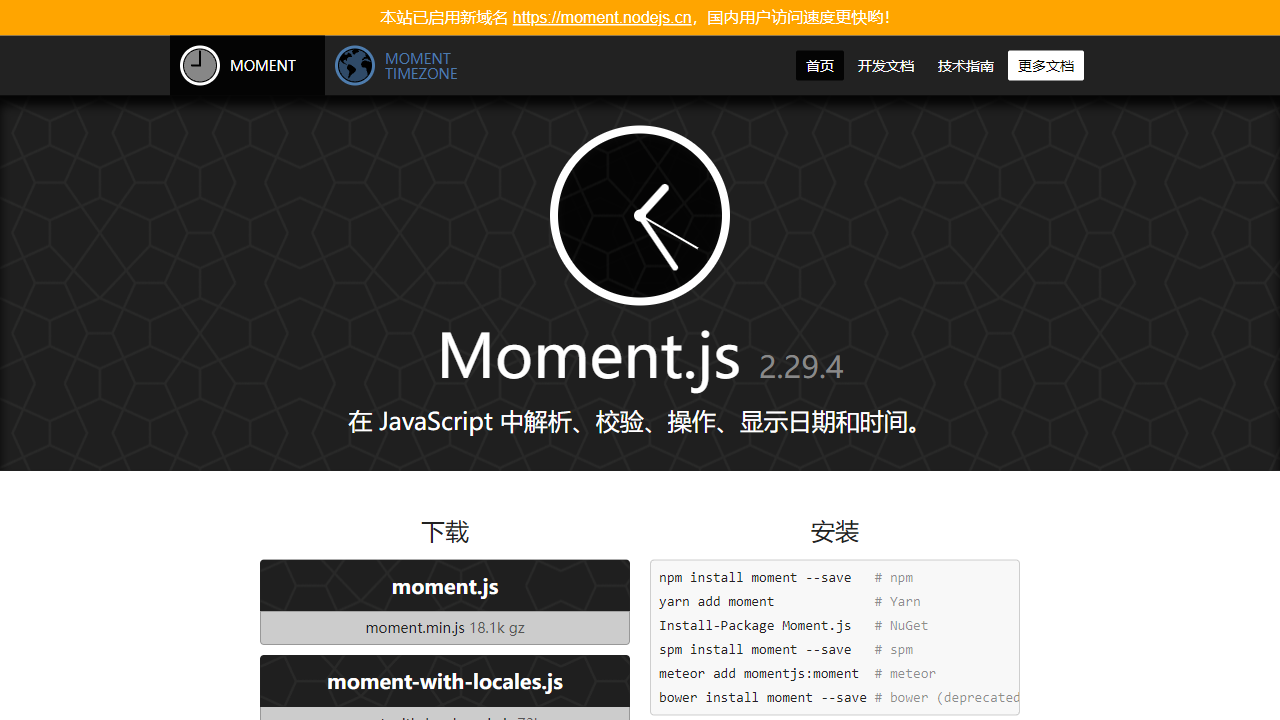 本站已启用新域名 https://moment.nodejs.cn，国内用户访问速度更快哟！
MOMENT
MOMENT
TIMEZONE
首页
开发文档
技术指南
更多文档
Moment.js 2.29.4
在 JavaScript 中解析、校验、操作、显示日期和时间。
下载
moment.js
moment.min.js 18.1k gz
moment-with-locales.js
安装
npm install moment --save # npm
yarn add moment # Yarn
Install-Package Moment.js # NuGet
spm install moment --save # spm
meteor add momentjs:moment # meteor
bower install moment --save # bower (deprecated